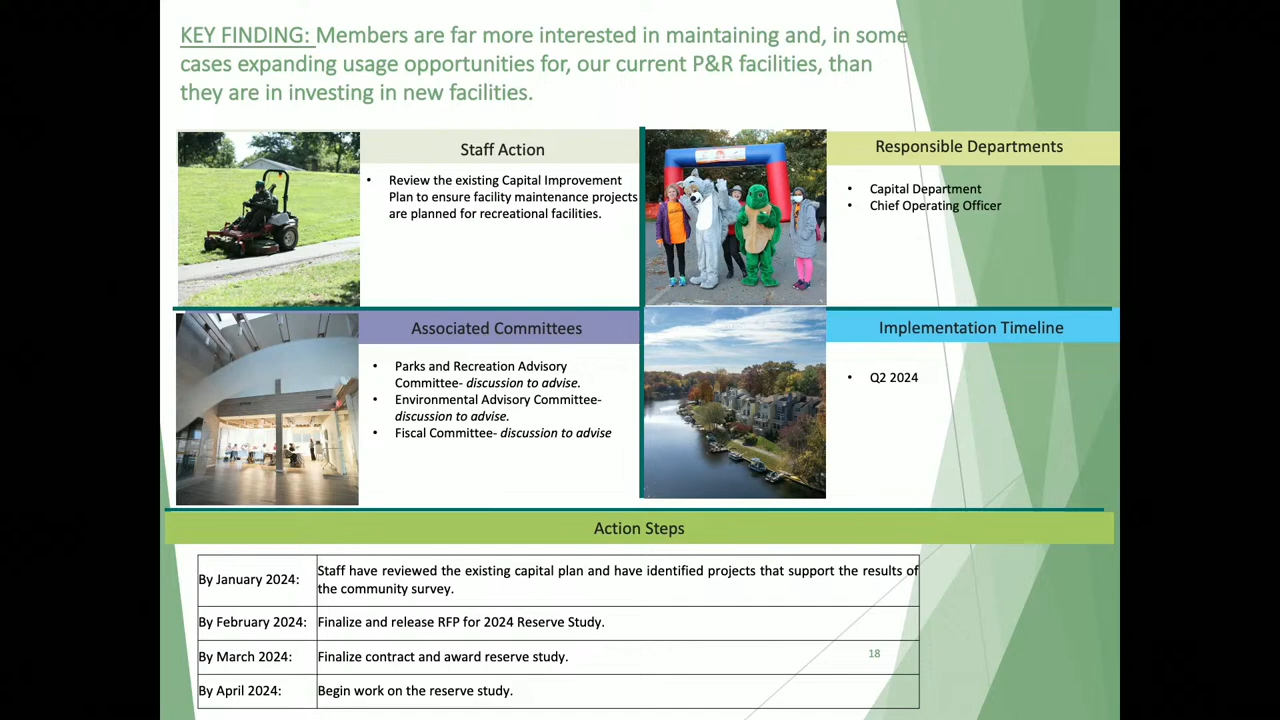 KEY FINDING: Members are far more interested in maintaining and, in some
cases expanding usage opportunities for, our current P&R facilities, than
they are in investing in new facilities.
Staff Action
• Review the existing Capital Improvement
Plan to ensure facility maintenance projects
are planned for recreational facilities.
Responsible Departments
• Capital Department
• Chief Operating Officer
Associated Committees
• Parks and Recreation Advisory
Committee- discussion to advise.
• Environmental Advisory Committee-
discussion to advise.
• Fiscal Committee- discussion to advise
Implementation Timeline
• Q2 2024
Action Steps
By January 2024: Staff have reviewed the existing capital plan and have identified projects that support the results of
the community survey.
By February 2024: Finalize and release RFP for 2024 Reserve Study.
By March 2024: Finalize contract and award reserve study.
18
By April 2024: Begin work on the reserve study.